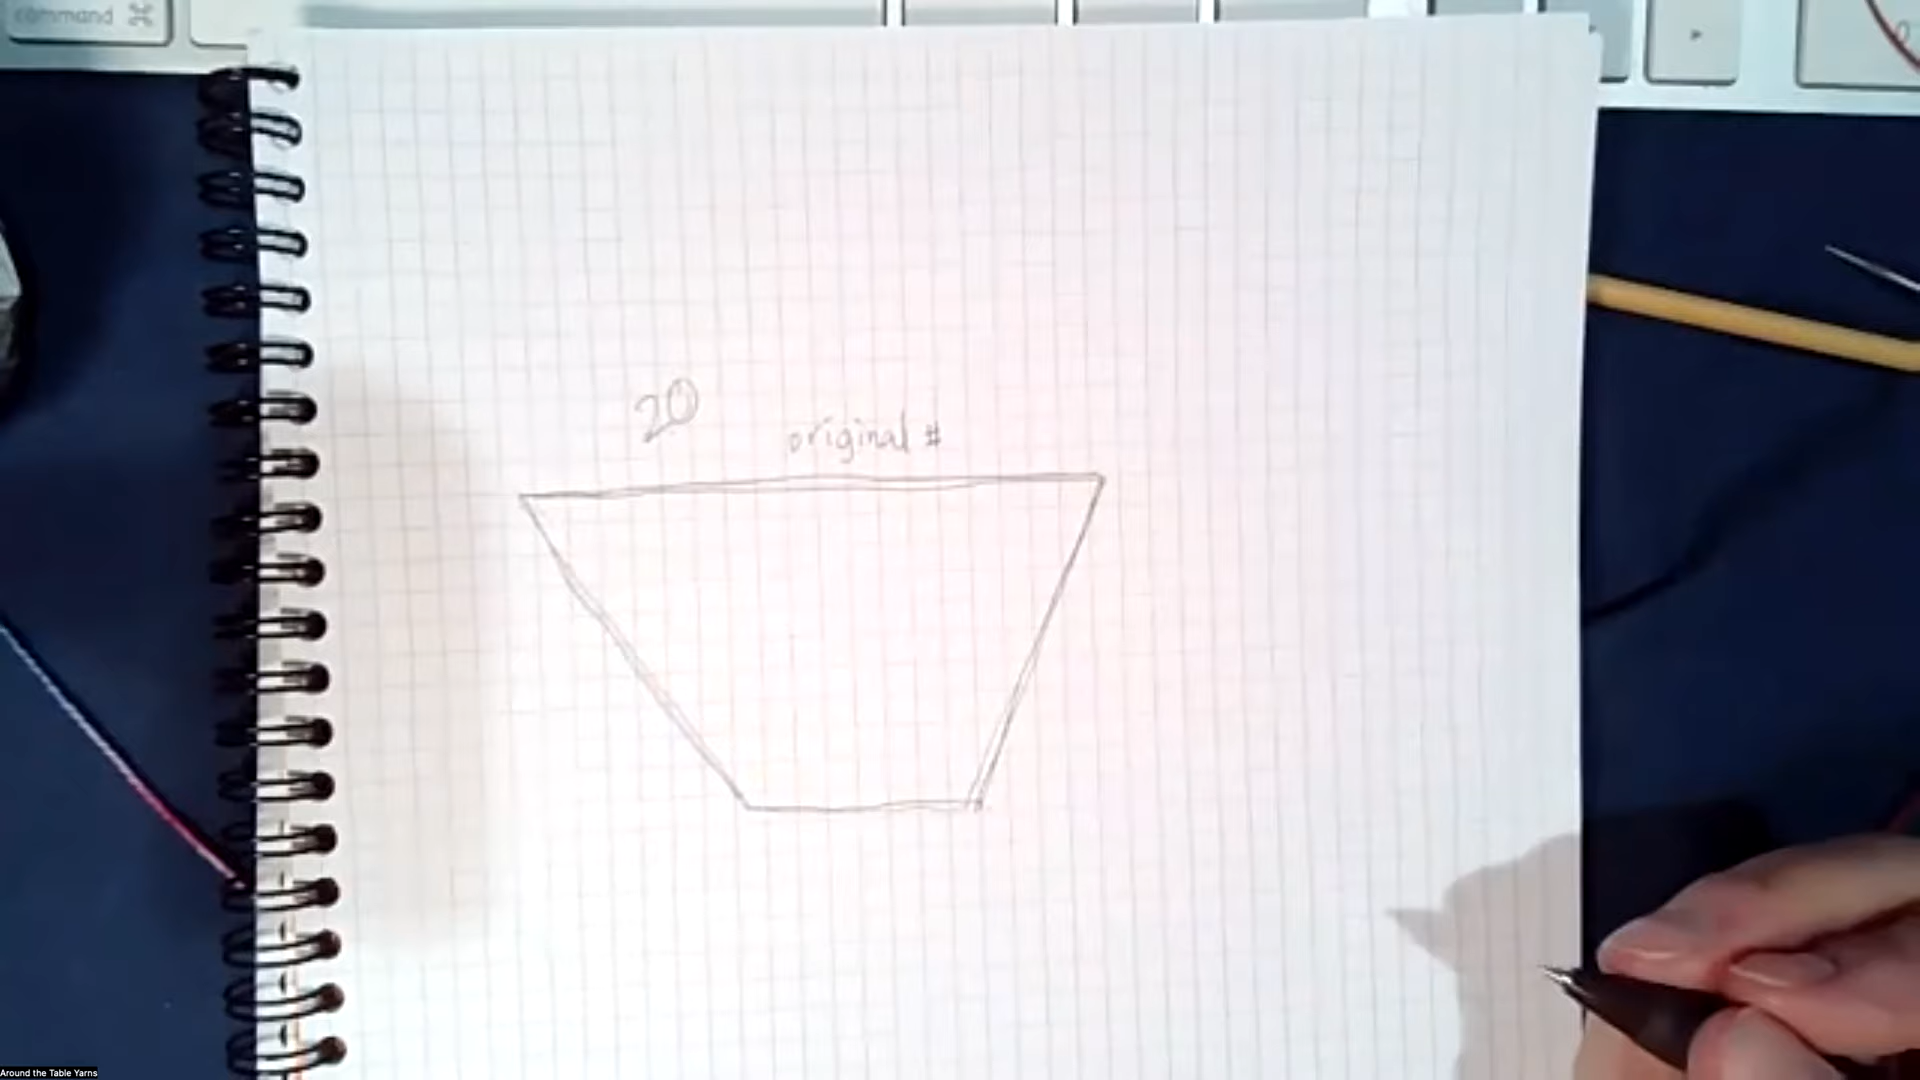 command ⌘
20
original #
Around the Table Yarns